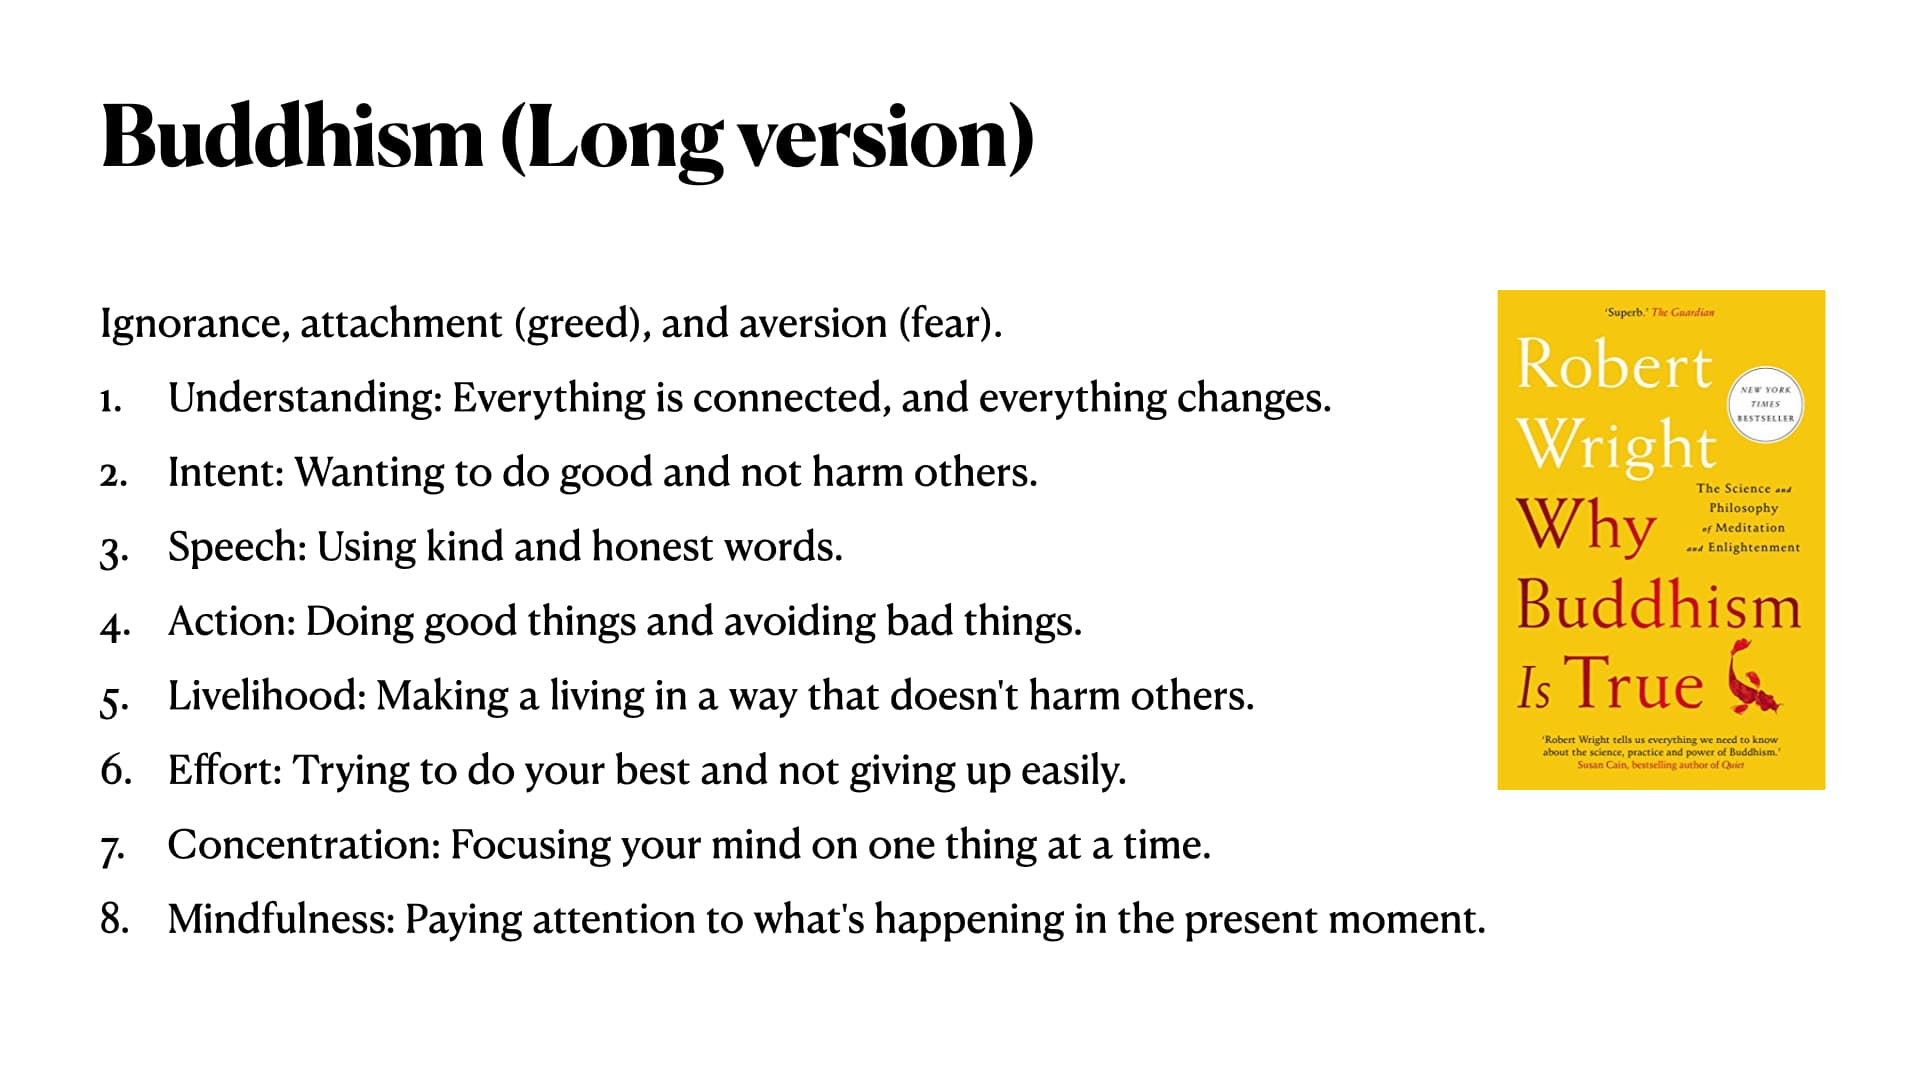 Buddhism (Long version)
Ignorance, attachment (greed), and aversion (fear).
1. Understanding: Everything is connected, and everything changes.
2. Intent: Wanting to do good and not harm others.
3. Speech: Using kind and honest words.
4. Action: Doing good things and avoiding bad things.
5. Livelihood: Making a living in a way that doesn't harm others.
6. Effort: Trying to do your best and not giving up easily.
7. Concentration: Focusing your mind on one thing at a time.
8. Mindfulness: Paying attention to what's happening in the present moment.
‘Superb.’ The Guardian
Robert
Wright
NEW YORK
TIMES
BESTSELLER
Why
The Science and
Philosophy
of Meditation
and Enlightenment
Buddhism
Is True
‘Robert Wright tells us everything we need to know
about the science, practice and power of Buddhism.’
Susan Cain, bestselling author of Quiet